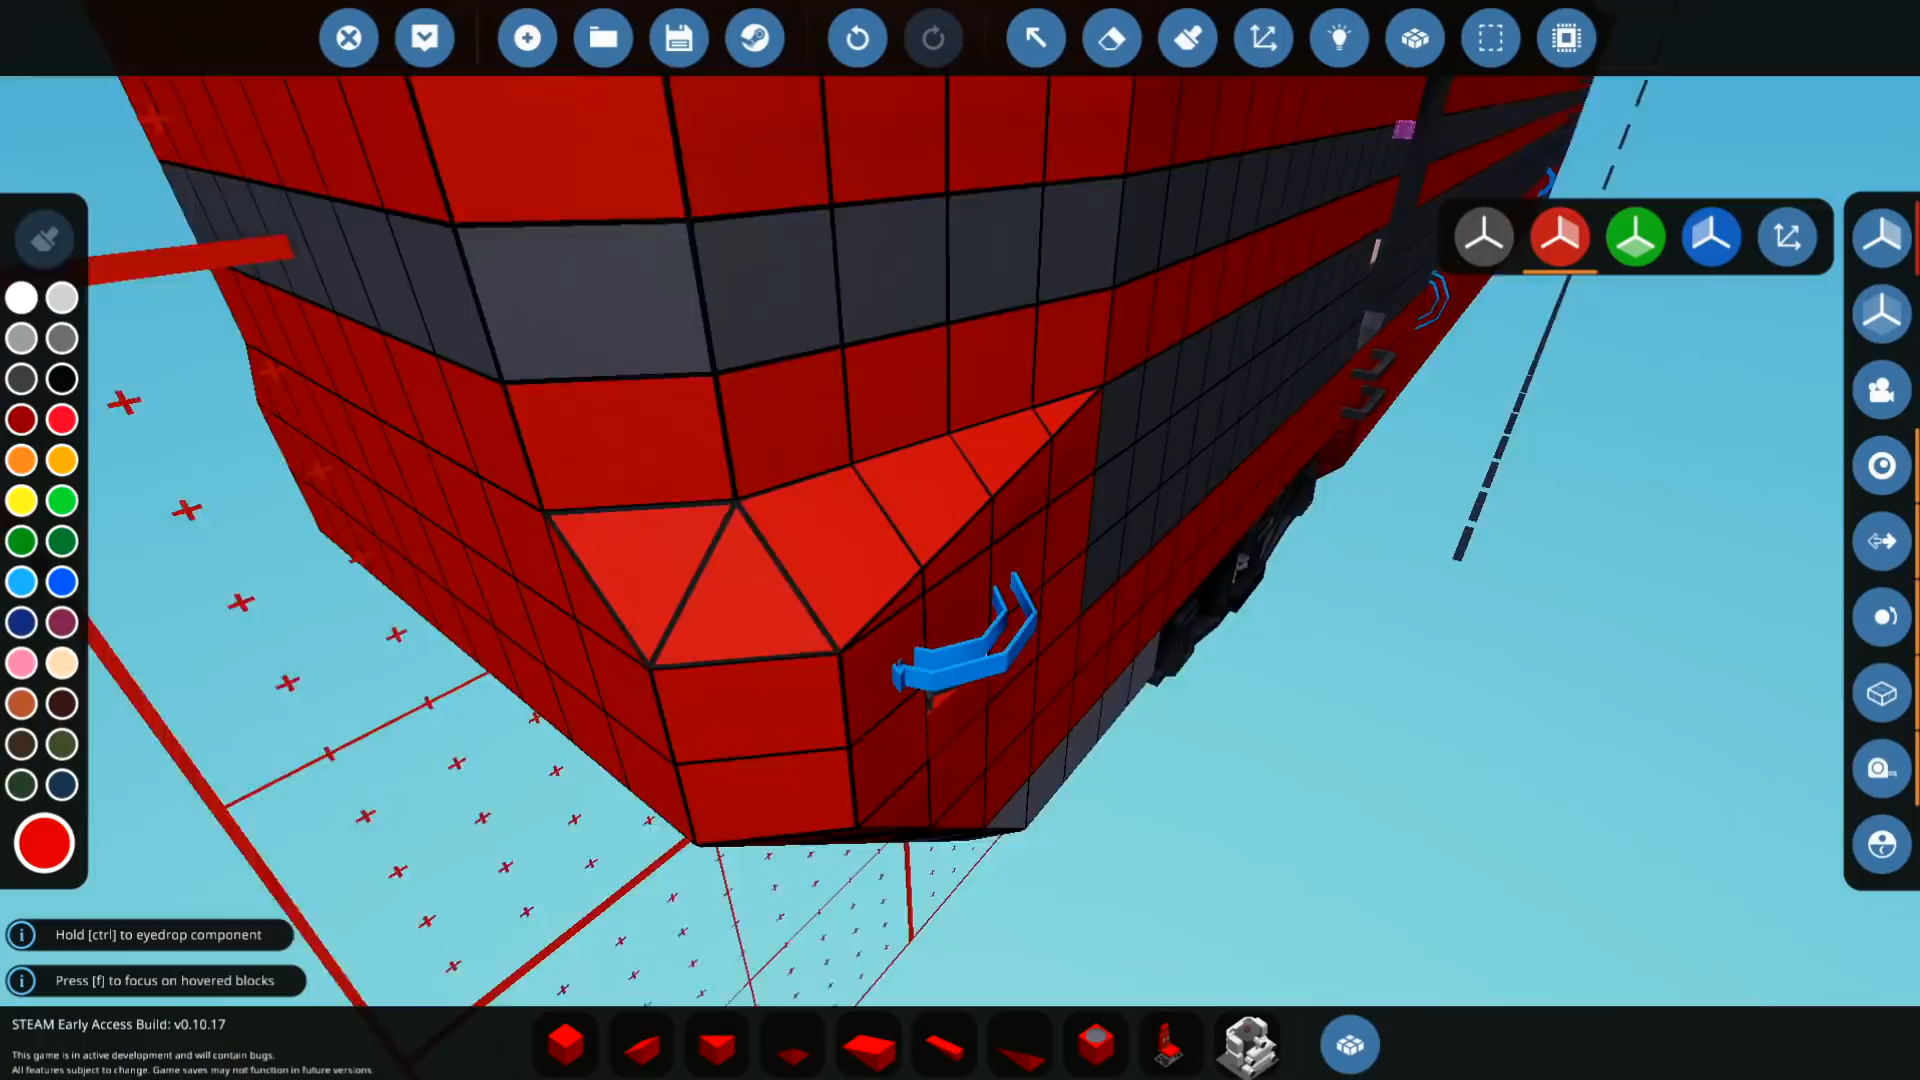 Hold [ctrl] to eyedrop component
Press [f] to focus on hovered blocks
STEAM Early Access Build: v0.10.17
This game is in active development and will contain bugs.
All features subject to change. Game saves may not function in future versions.